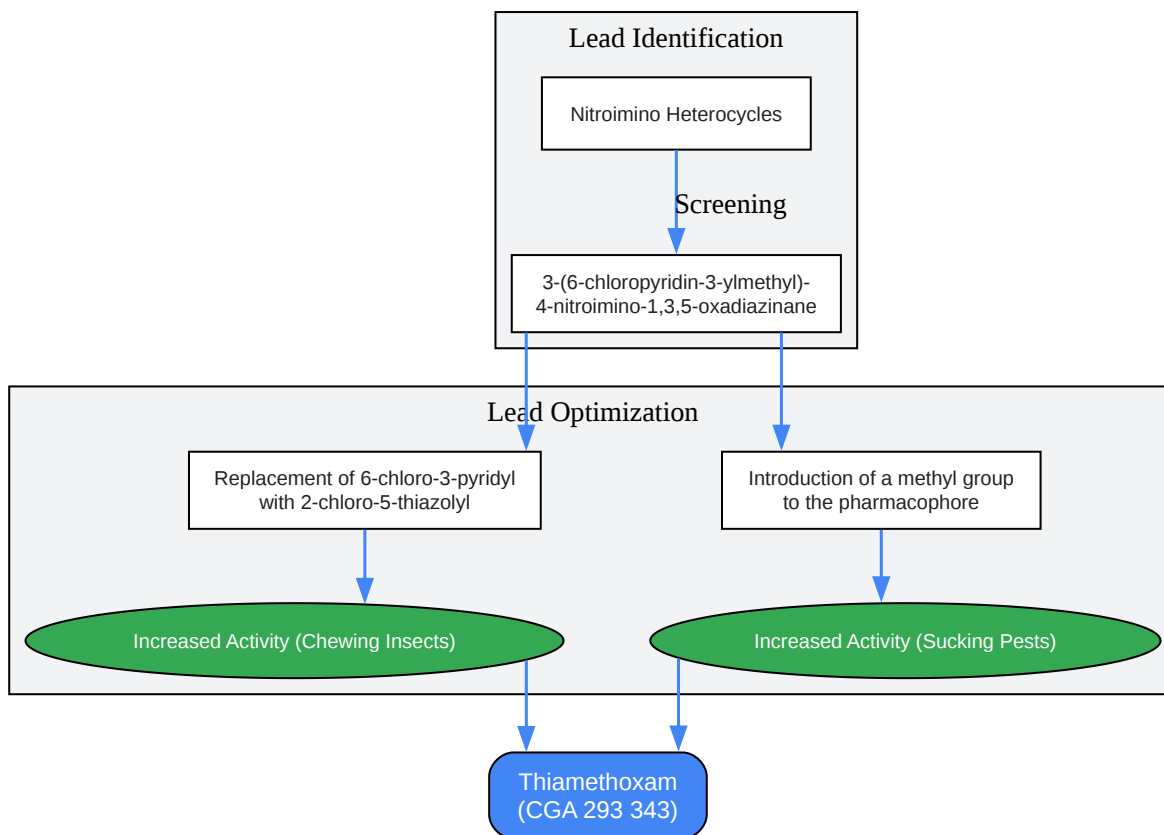 Lead Identification
Nitroimino Heterocycles
Screening
3-(6-chloropyridin-3-ylmethyl)-
4-nitroimino-1,3,5-oxadiazinane
Lead Optimization
Replacement of 6-chloro-3-pyridyl
with 2-chloro-5-thiazolyl
Introduction of a methyl group
to the pharmacophore
Increased Activity (Chewing Insects)
Increased Activity (Sucking Pests)
Thiamethoxam
(CGA 293 343)